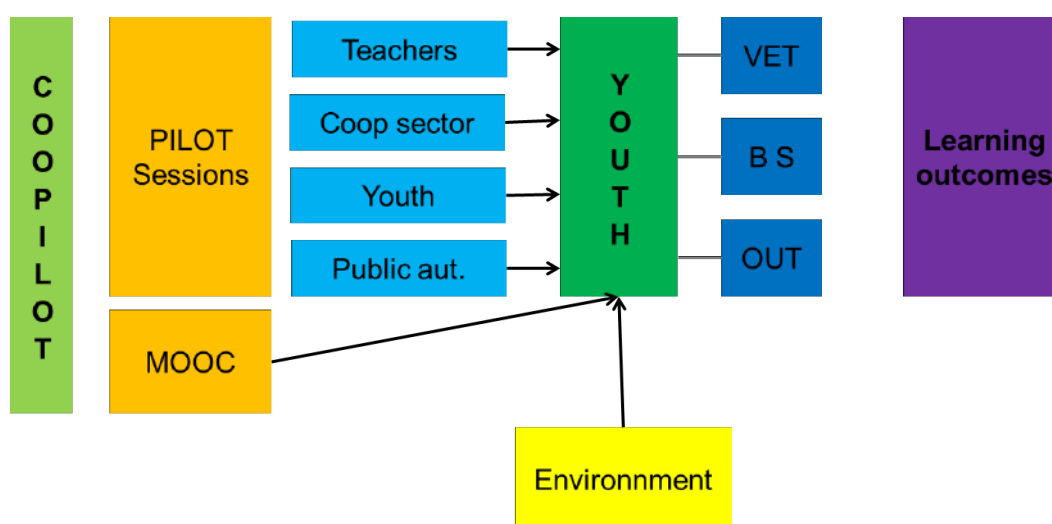 COOPILOT
PILOT
Sessions
MOOC
Teachers
Coop sector
Youth
Public aut.
YOUTH
VET
B S
OUT
Learning
outcomes
Environnment